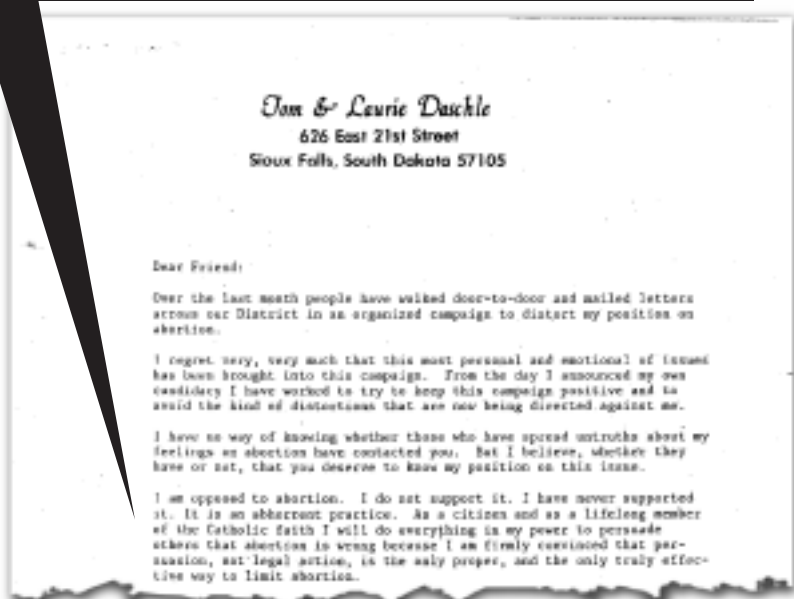 Tom & Laurie Daschle
626 East 21st Street
Sioux Falls, South Dakota 57105
Dear Friend:
Over the last month people have walked door-to-door and mailed letters
across our District in an organized campaign to distort my position on
abortion.
I regret very, very much that this most personal and emotional of issues
has been brought into this campaign. From the day I announced my own
candidacy I have worked to try to keep this campaign positive and to
avoid the kind of distortions that are now being directed against me.
I have no way of knowing whether those who have spread untruths about my
feelings on abortion have contacted you. But I believe, whether they
have or not, that you deserve to know my position on this issue.
I am opposed to abortion. I do not support it. I have never supported
it. It is an abhorrent practice. As a citizen and as a lifelong member
of the Catholic faith I will do everything in my power to persuade
others that abortion is wrong because I am firmly convinced that per-
suasion, not legal action, is the only proper, and the only truly effec-
tive way to limit abortion.